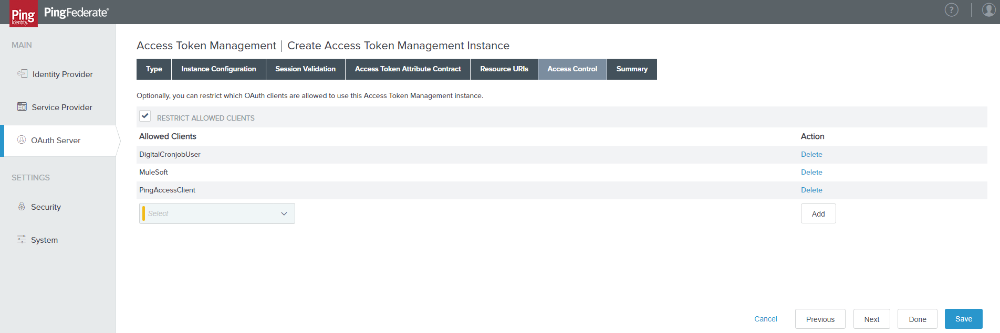 Ping
Identity.
PingFederate®
?
MAIN
Identity Provider
Service Provider
OAuth Server
SETTINGS
Security
System
Access Token Management | Create Access Token Management Instance
Type Instance Configuration Session Validation Access Token Attribute Contract Resource URIs Access Control Summary
Optionally, you can restrict which OAuth clients are allowed to use this Access Token Management instance.
RESTRICT ALLOWED CLIENTS
Allowed Clients Action
DigitalCronjobUser Delete
MuleSoft Delete
PingAccessClient Delete
Select Add
Cancel Previous Next Done Save